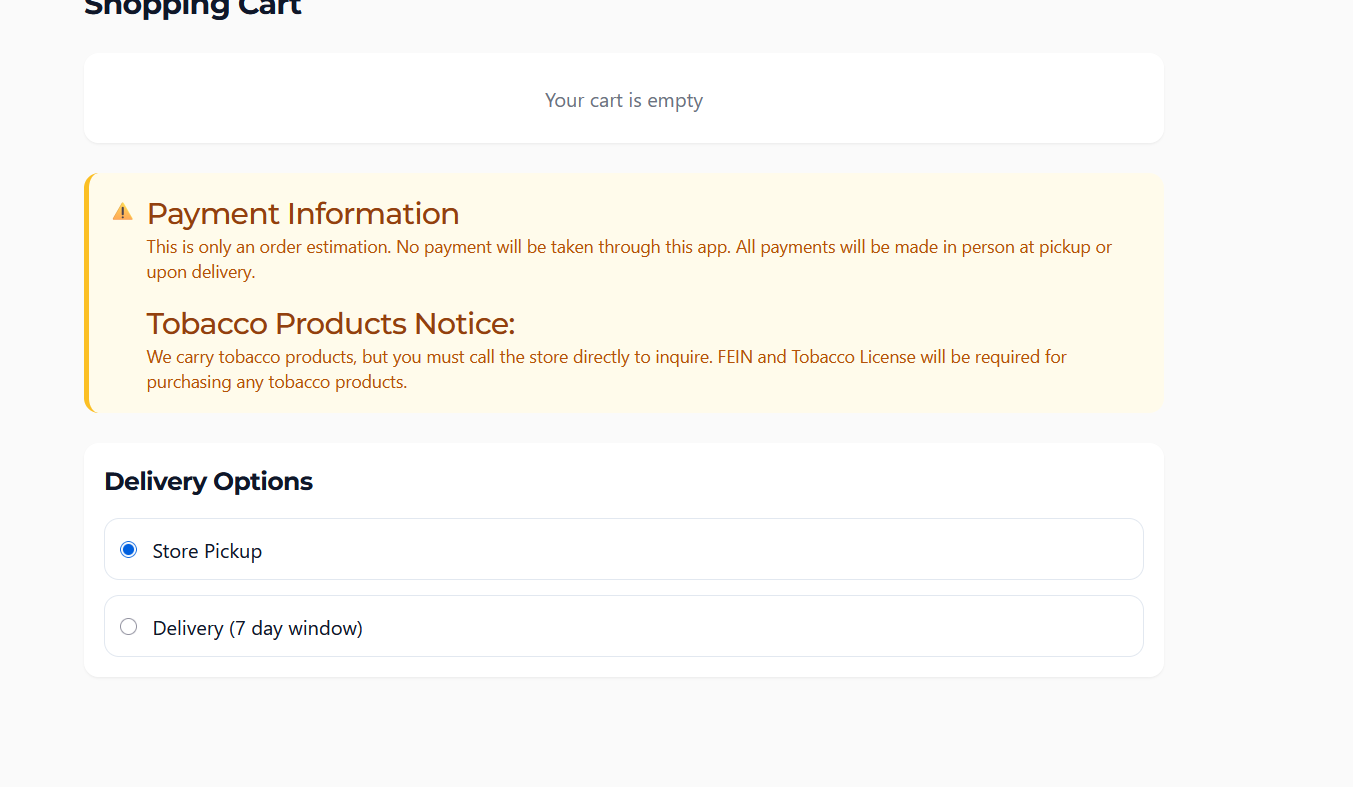 Shopping Cart
Your cart is empty
Payment Information
This is only an order estimation. No payment will be taken through this app. All payments will be made in person at pickup or
upon delivery.
Tobacco Products Notice:
We carry tobacco products, but you must call the store directly to inquire. FEIN and Tobacco License will be required for
purchasing any tobacco products.
Delivery Options
Store Pickup
Delivery (7 day window)